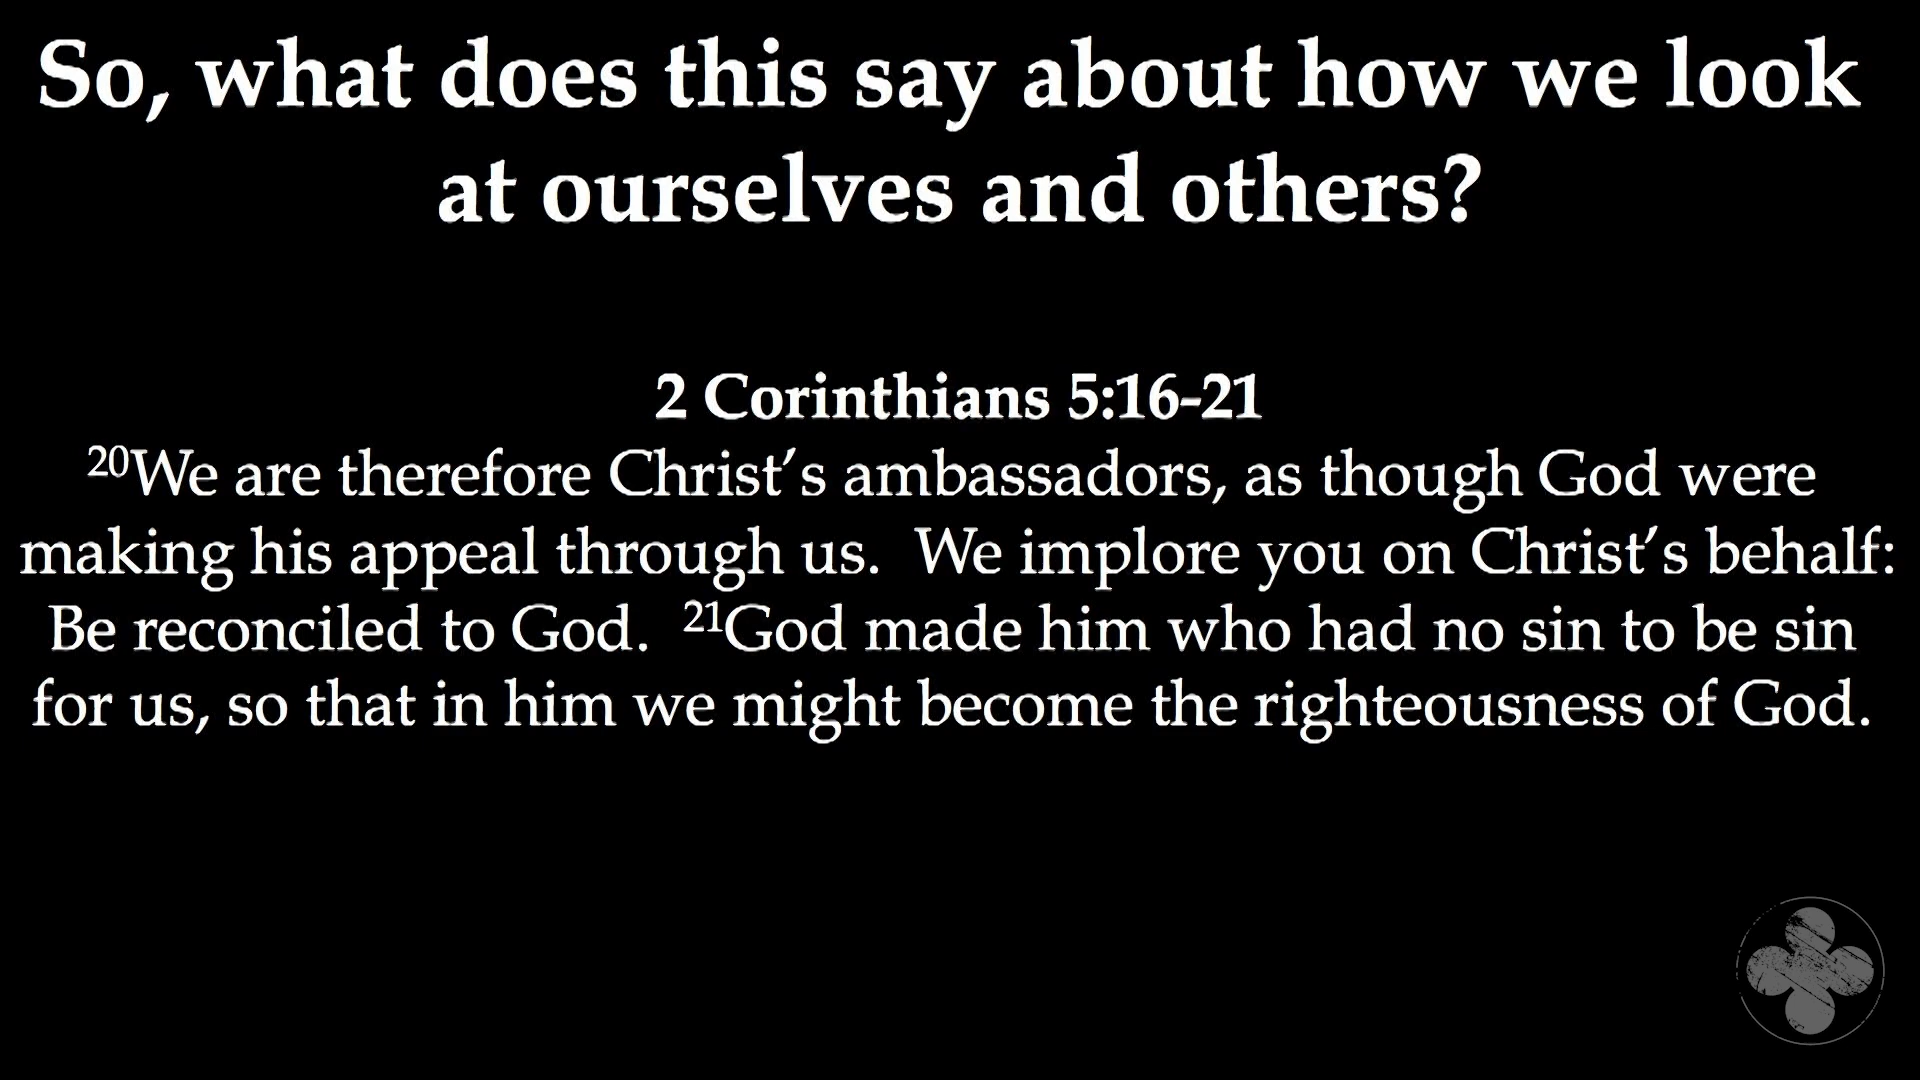 So, what does this say about how we look
at ourselves and others?
2 Corinthians 5:16-21
²⁰We are therefore Christ’s ambassadors, as though God were
making his appeal through us.  We implore you on Christ’s behalf:
Be reconciled to God.  ²¹God made him who had no sin to be sin
for us, so that in him we might become the righteousness of God.